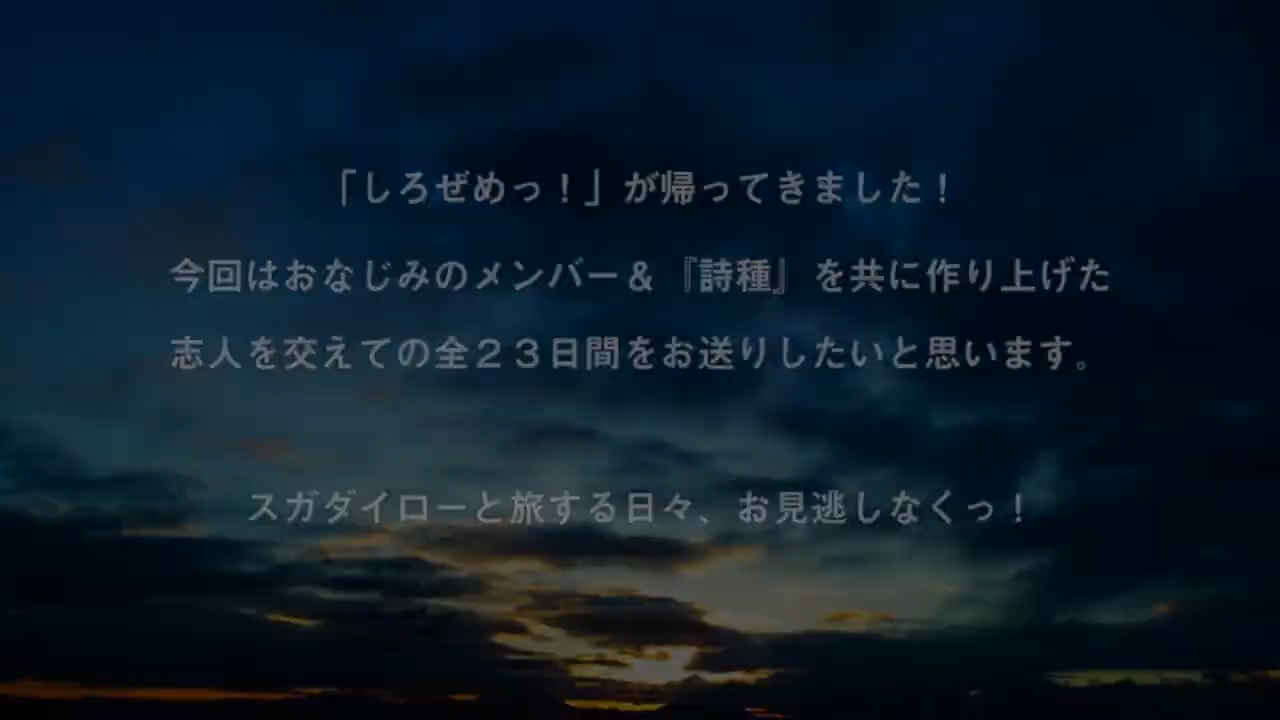 「しろぜめっ！」が帰ってきました！
今回はおなじみのメンバー＆『詩種』を共に作り上げた
志人を交えての全２３日間をお送りしたいと思います。
スガダイローと旅する日々、お見逃しなくっ！